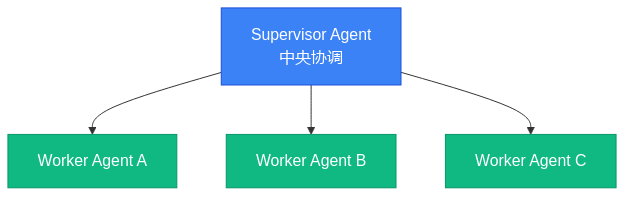 Supervisor Agent
中央协调
Worker Agent A
Worker Agent B
Worker Agent C